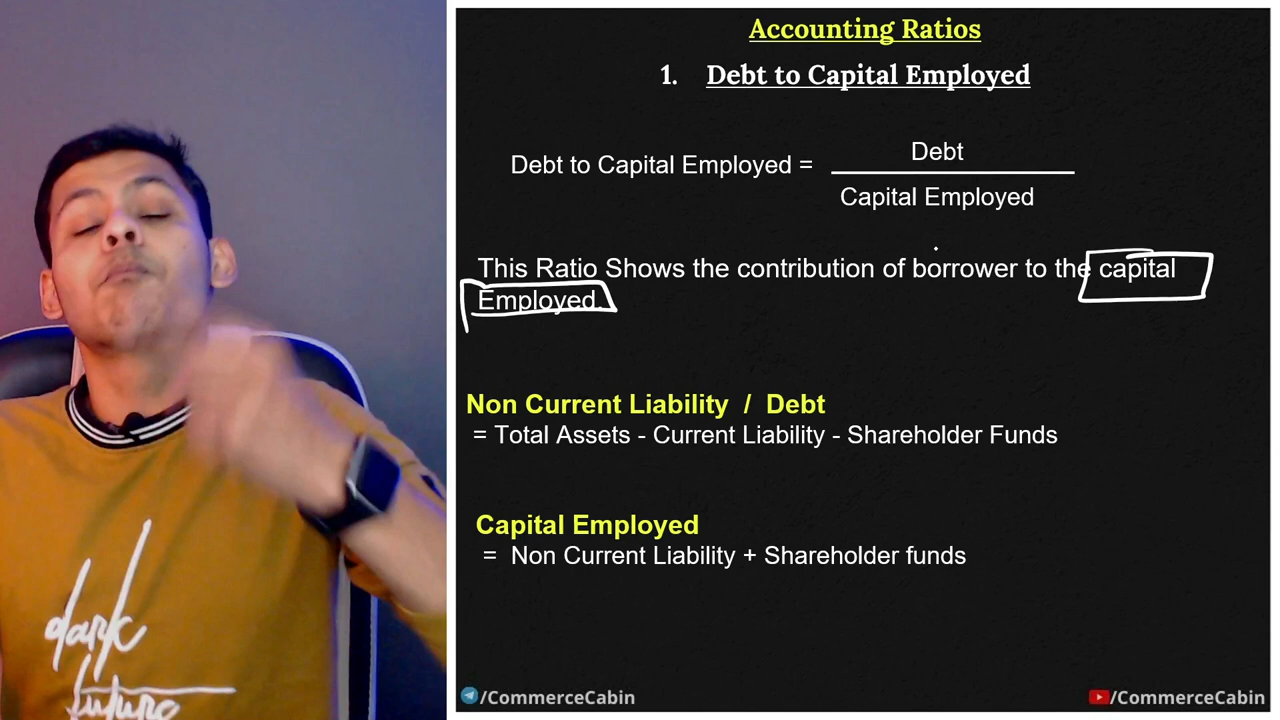 Accounting Ratios
1. Debt to Capital Employed
Debt to Capital Employed =
Debt
Capital Employed
This Ratio Shows the contribution of borrower to the capital
Employed.
Non Current Liability / Debt
= Total Assets - Current Liability - Shareholder Funds
Capital Employed
= Non Current Liability + Shareholder funds
dark
future
/CommerceCabin
/CommerceCabin